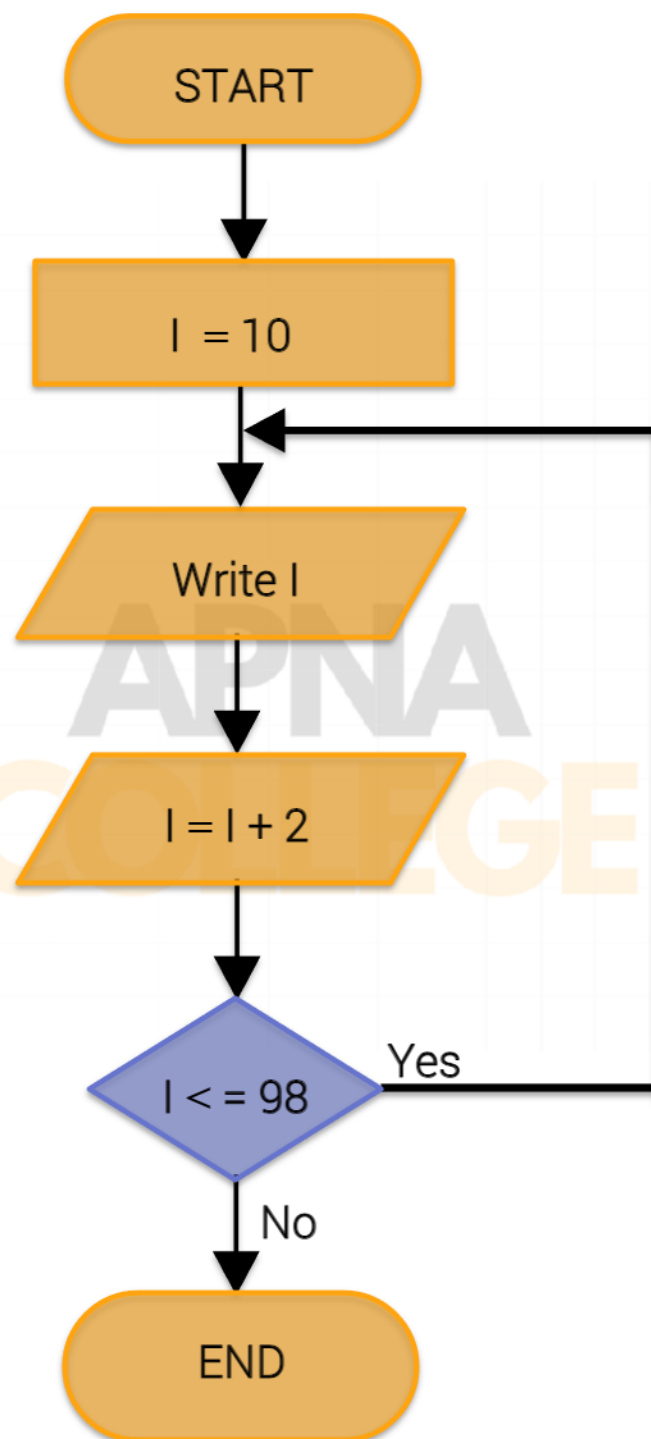 START
I = 10
Write I
APNA
I = I + 2
COLLEGE
I < = 98
Yes
No
END